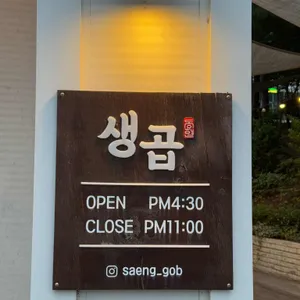 생곱
OPEN PM4:30
CLOSE PM11:00
saeng_gob